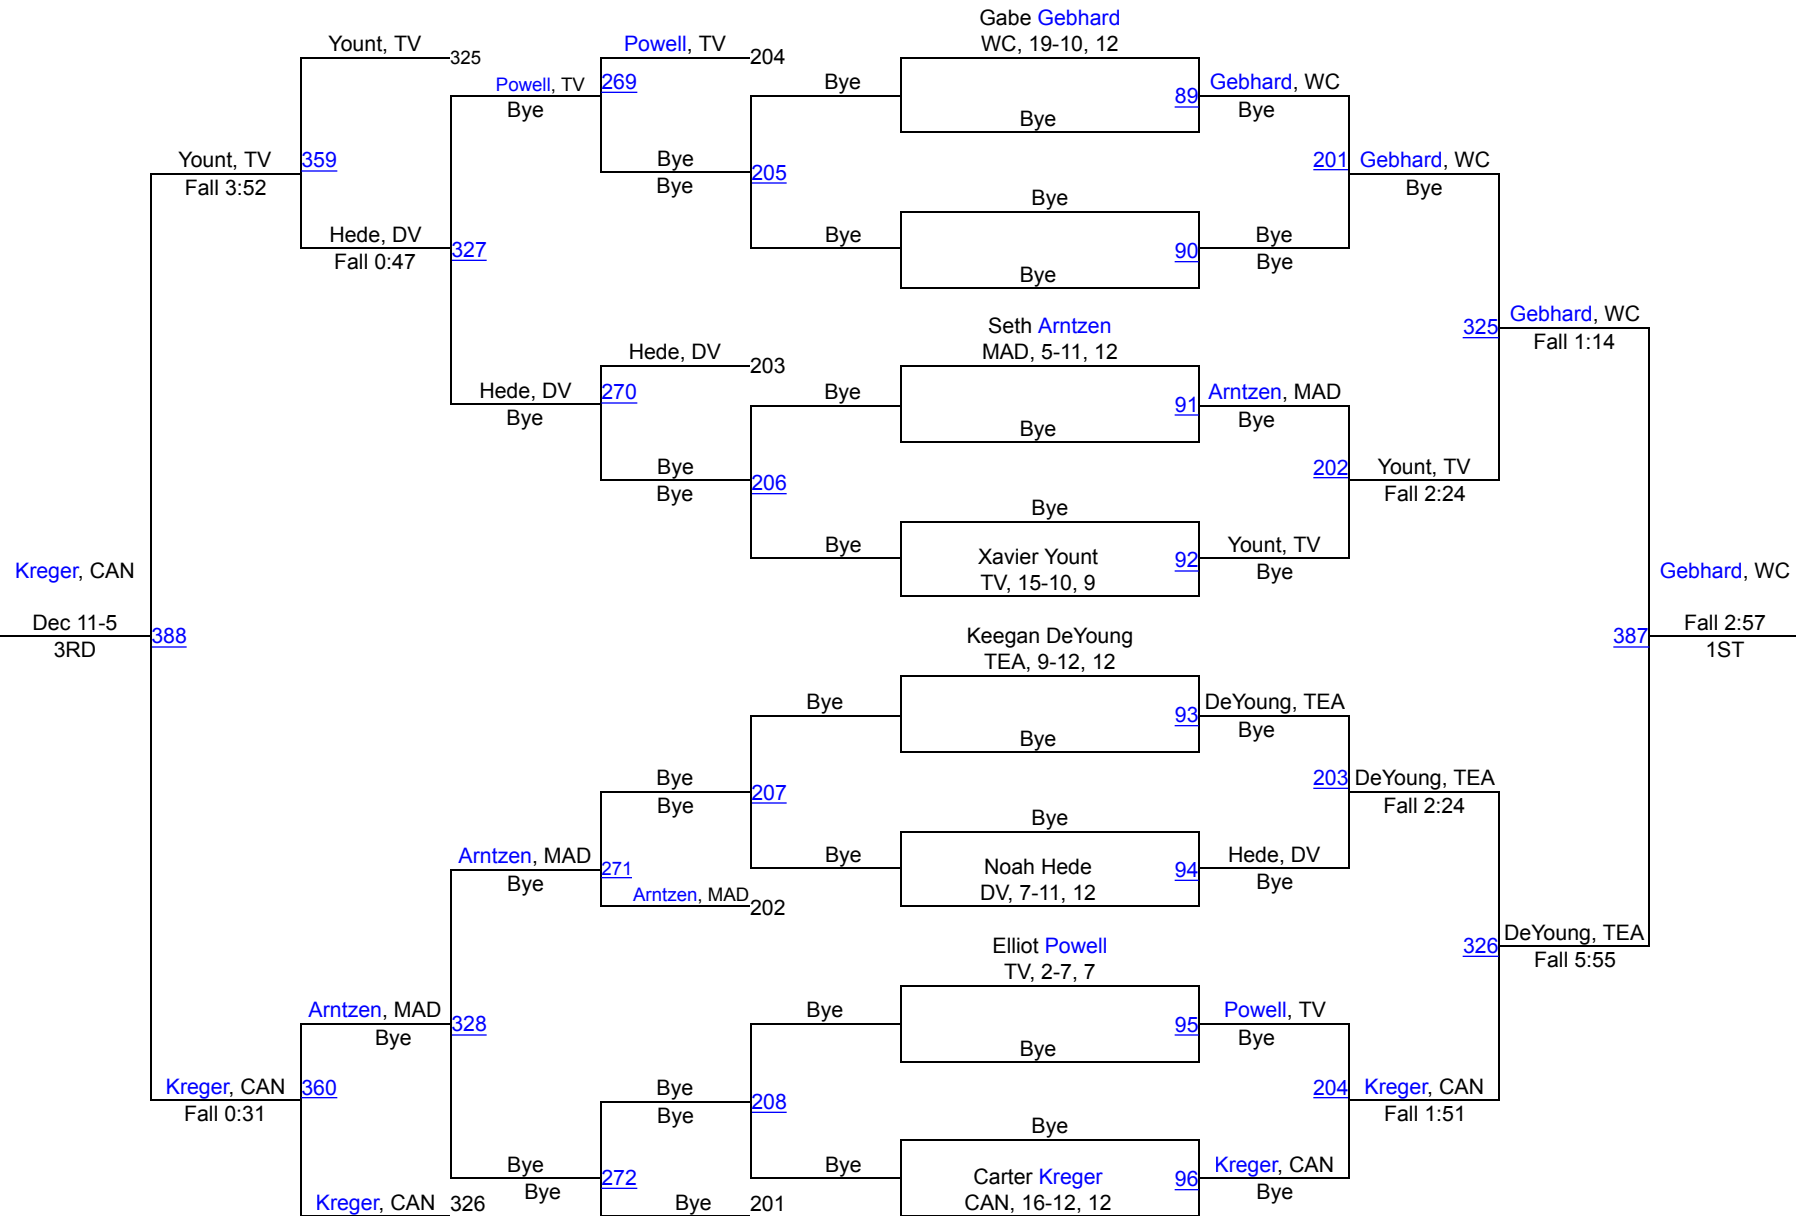 Gabe Gebhard
WC, 19-10, 12
Yount, TV
325
Powell, TV
204
Powell, TV
269
Bye
Bye
89
Gebhard, WC
Bye
Bye
Yount, TV
359
Fall 3:52
Bye
205
Bye
201
Gebhard, WC
Bye
Bye
Hede, DV
327
Fall 0:47
Bye
90
Bye
Bye
Bye
Seth Arntzen
MAD, 5-11, 12
325
Gebhard, WC
Fall 1:14
Hede, DV
203
Hede, DV
270
Bye
Bye
91
Arntzen, MAD
Bye
Bye
Bye
206
Bye
202
Yount, TV
Fall 2:24
Bye
Bye
Xavier Yount
TV, 15-10, 9
92
Yount, TV
Bye
Kreger, CAN
Gebhard, WC
Dec 11-5
388
3RD
387
Fall 2:57
1ST
Keegan DeYoung
TEA, 9-12, 12
Bye
93
DeYoung, TEA
Bye
Bye
Bye
207
Bye
203
DeYoung, TEA
Fall 2:24
Bye
Arntzen, MAD
271
Bye
Bye
Noah Hede
DV, 7-11, 12
94
Hede, DV
Bye
Arntzen, MAD
202
Elliot Powell
TV, 2-7, 7
326
DeYoung, TEA
Fall 5:55
Arntzen, MAD
328
Bye
Bye
95
Powell, TV
Bye
Bye
Kreger, CAN
360
Fall 0:31
Bye
208
Bye
204
Kreger, CAN
Fall 1:51
Bye
Bye
272
Bye
Bye
Carter Kreger
CAN, 16-12, 12
96
Kreger, CAN
Bye
Kreger, CAN
326
Bye
201